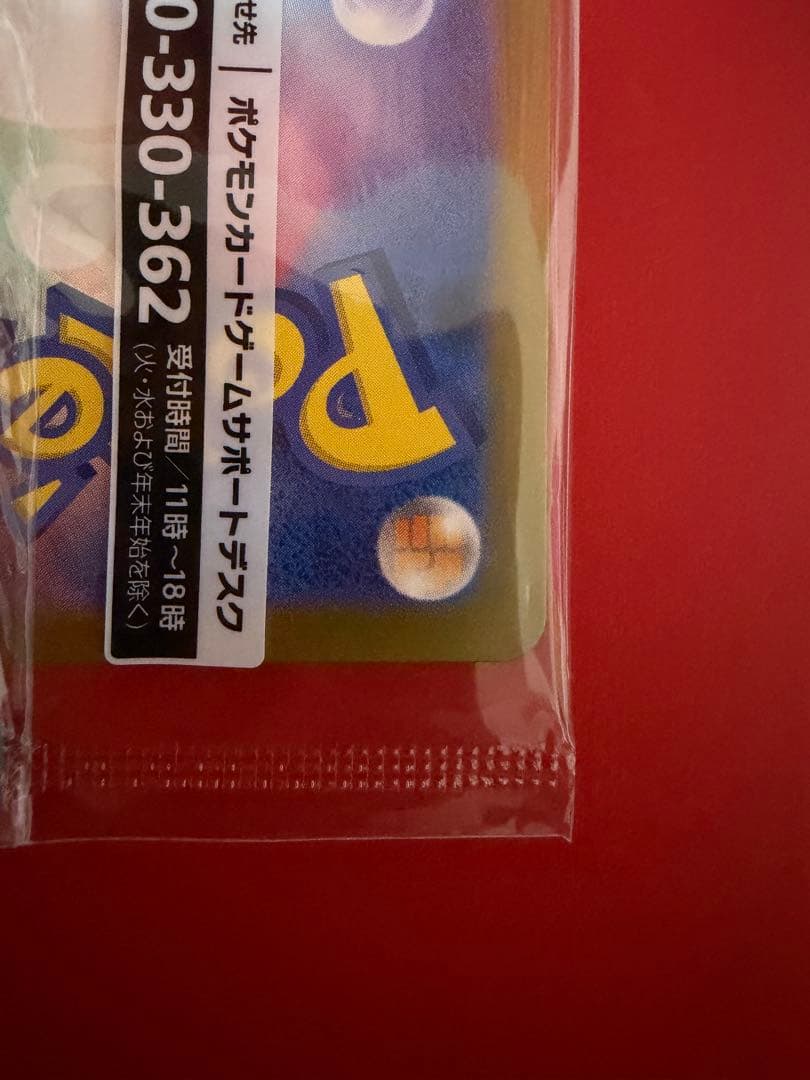 せ先 | ポケモンカードゲームサポートデスク
0-330-362 受付時間／11時～18時
（火・水および年末年始を除く）
Poké